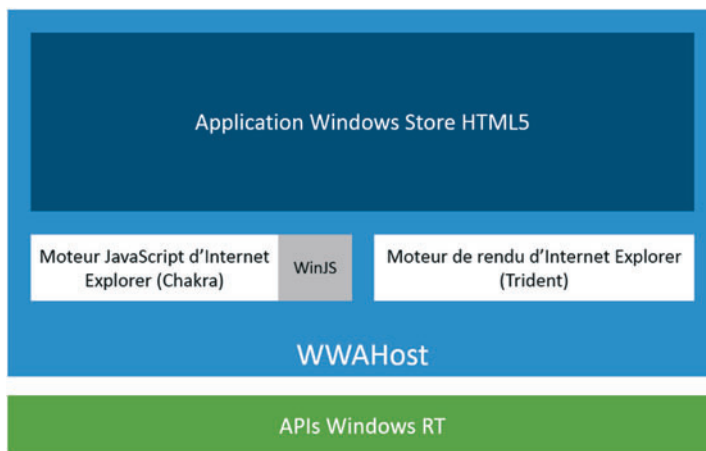 Application Windows Store HTML5
Moteur JavaScript d'Internet
Explorer (Chakra)
WinJS
Moteur de rendu d'Internet Explorer
(Trident)
WWAHost
APIs Windows RT